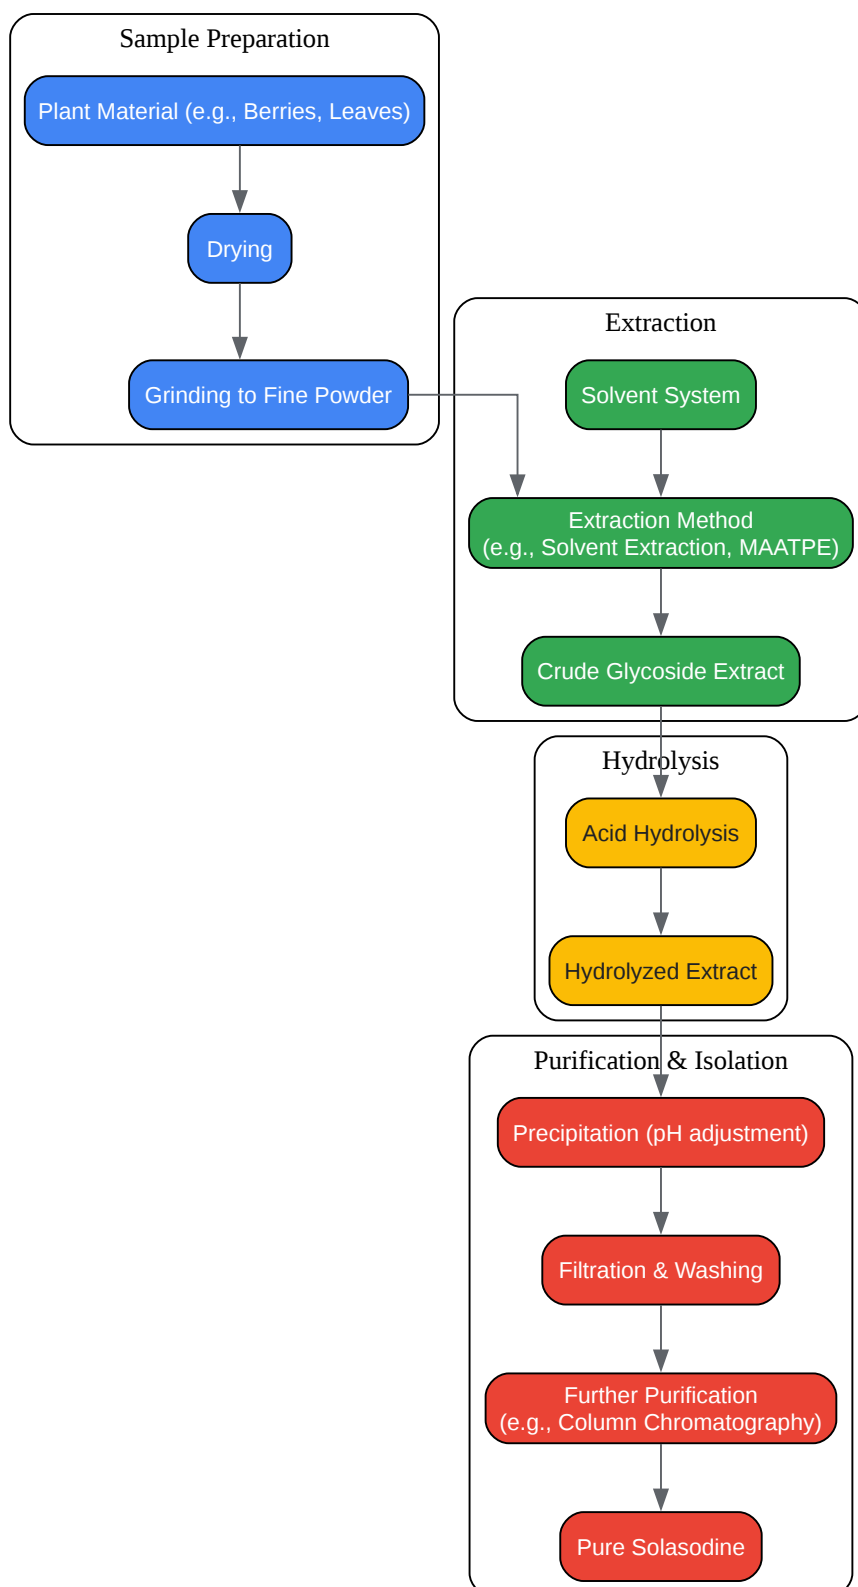 Sample Preparation
Plant Material (e.g., Berries, Leaves)
Drying
Grinding to Fine Powder
Extraction
Solvent System
Extraction Method
(e.g., Solvent Extraction, MAATPE)
Crude Glycoside Extract
Hydrolysis
Acid Hydrolysis
Hydrolyzed Extract
Purification & Isolation
Precipitation (pH adjustment)
Filtration & Washing
Further Purification
(e.g., Column Chromatography)
Pure Solasodine